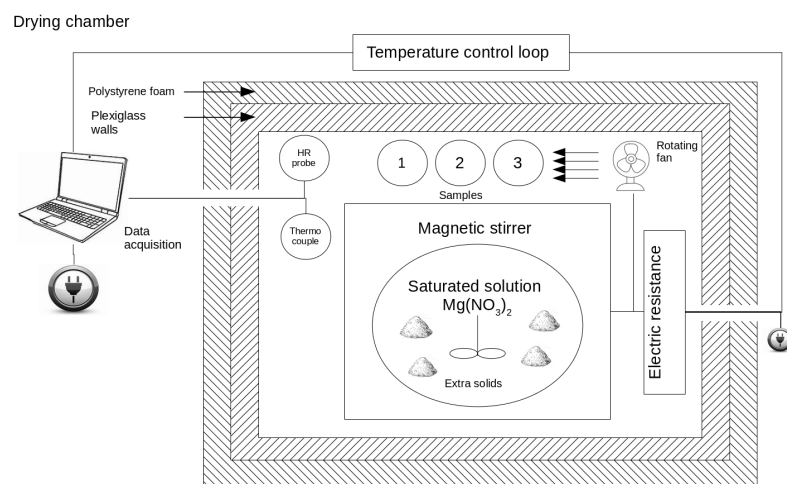 Drying chamber
Temperature control loop
Polystyrene foam
Plexiglass
walls
HR
probe
1
2
3
Rotating
fan
Samples
Data
acquisition
Thermo
couple
Magnetic stirrer
Saturated solution
Mg(NO₃)₂
Extra solids
Electric resistance